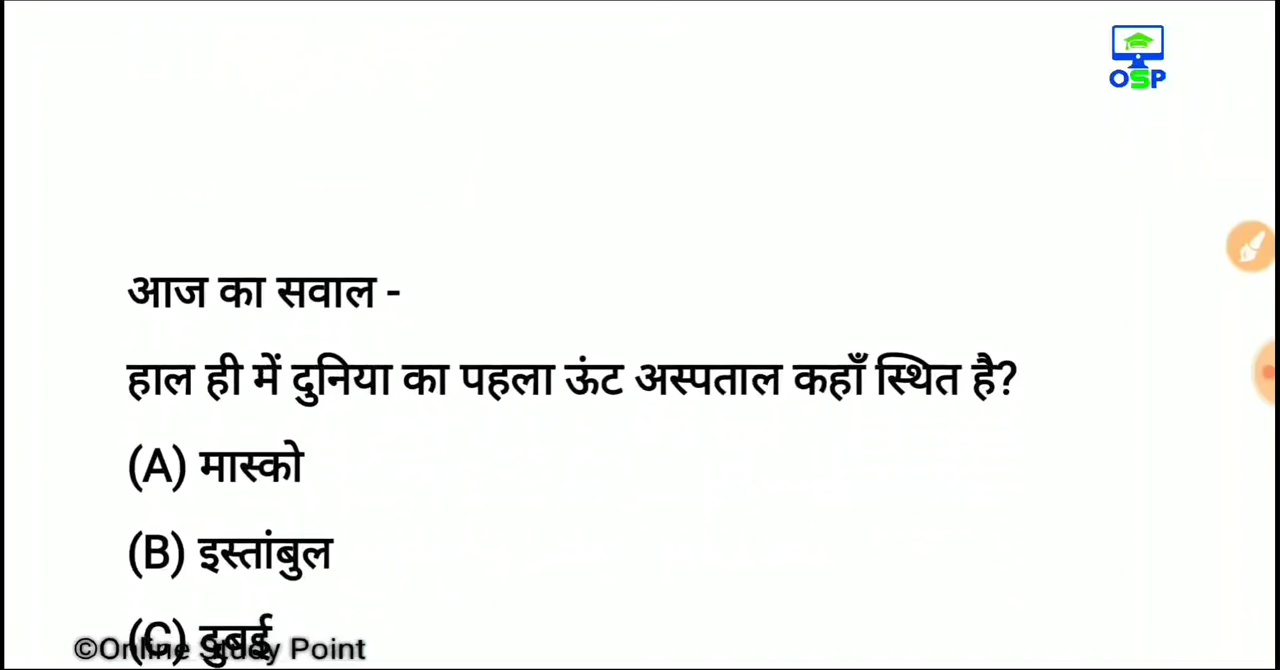 OSP
आज का सवाल -
हाल ही में दुनिया का पहला ऊंट अस्पताल कहाँ स्थित है?
(A) मास्को
(B) इस्तांबुल
(C) दुबई
©Online Study Point